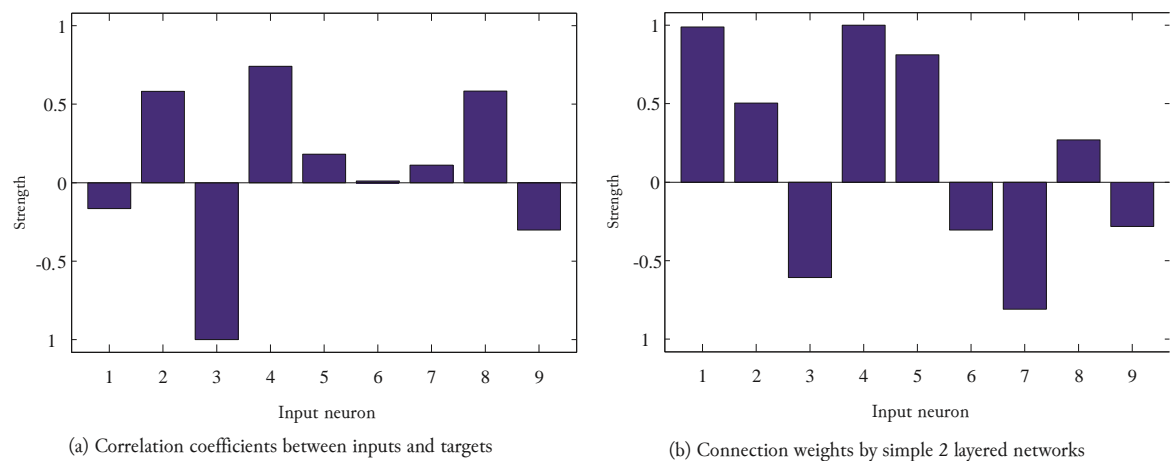 1
0.5
0
-0.5
1
Strength
1 2 3 4 5 6 7 8 9
Input neuron
(a) Correlation coefficients between inputs and targets
1
0.5
0
-0.5
1
Strength
1 2 3 4 5 6 7 8 9
Input neuron
(b) Connection weights by simple 2 layered networks